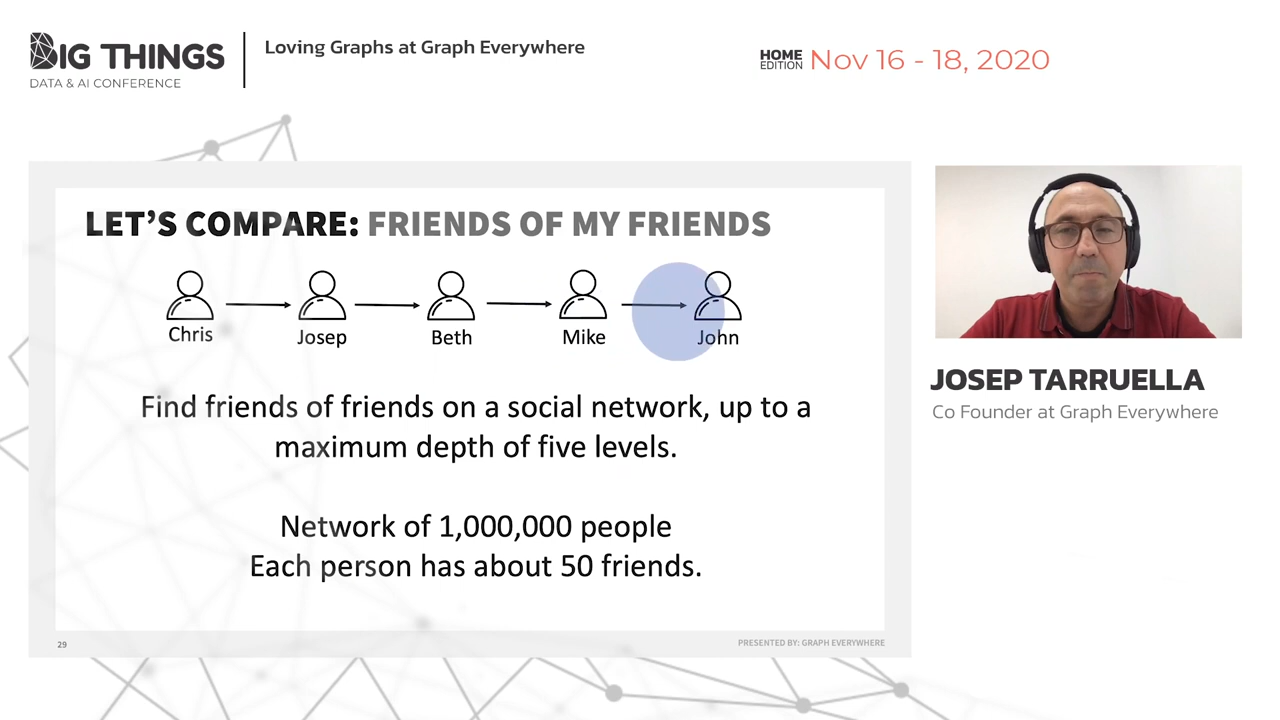 BIG THINGS
DATA & AI CONFERENCE
Loving Graphs at Graph Everywhere
HOME
EDITION
Nov 16 - 18, 2020
LET'S COMPARE: FRIENDS OF MY FRIENDS
Chris
Josep
Beth
Mike
John
Find friends of friends on a social network, up to a
maximum depth of five levels.
Network of 1,000,000 people
Each person has about 50 friends.
29
PRESENTED BY: GRAPH EVERYWHERE
JOSEP TARRUELLA
Co Founder at Graph Everywhere